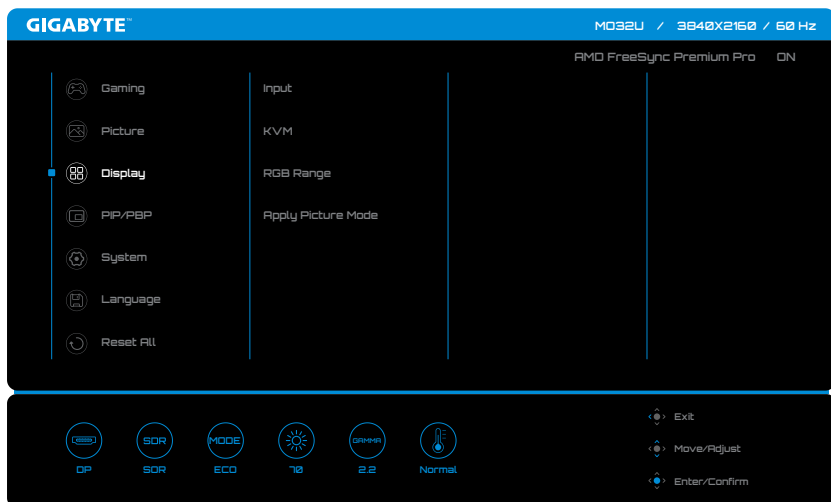 GIGABYTE™
MO32U / 3840X2160 / 60 Hz
AMD FreeSync Premium Pro ON
Gaming
Picture
Display
PIP/PBP
System
Language
Reset All
Input
KVM
RGB Range
Apply Picture Mode
DP
SDR
SDR
MODE
ECO
70
GAMMA
2.2
Normal
Exit
Move/Adjust
Enter/Confirm